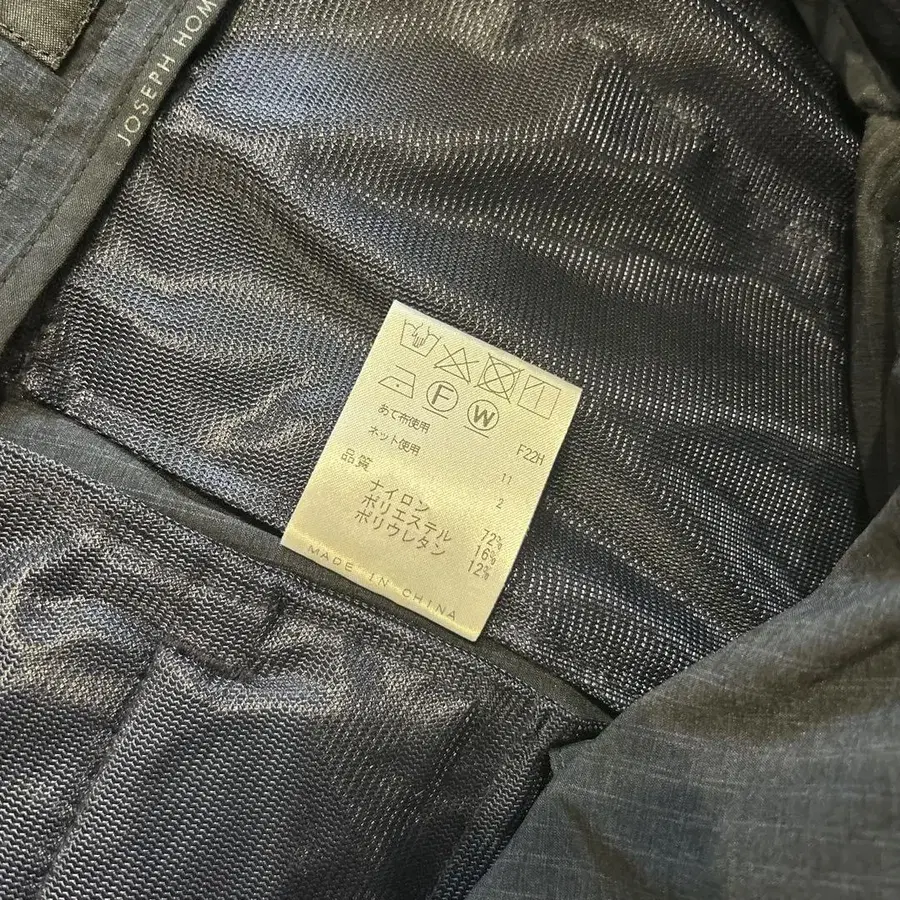 JOSEPH HOM
F
W
あて布使用
ネット使用
F22H
11
2
品質
ナイロン 72%
ポリエステル 16%
ポリウレタン 12%
MADE IN CHINA